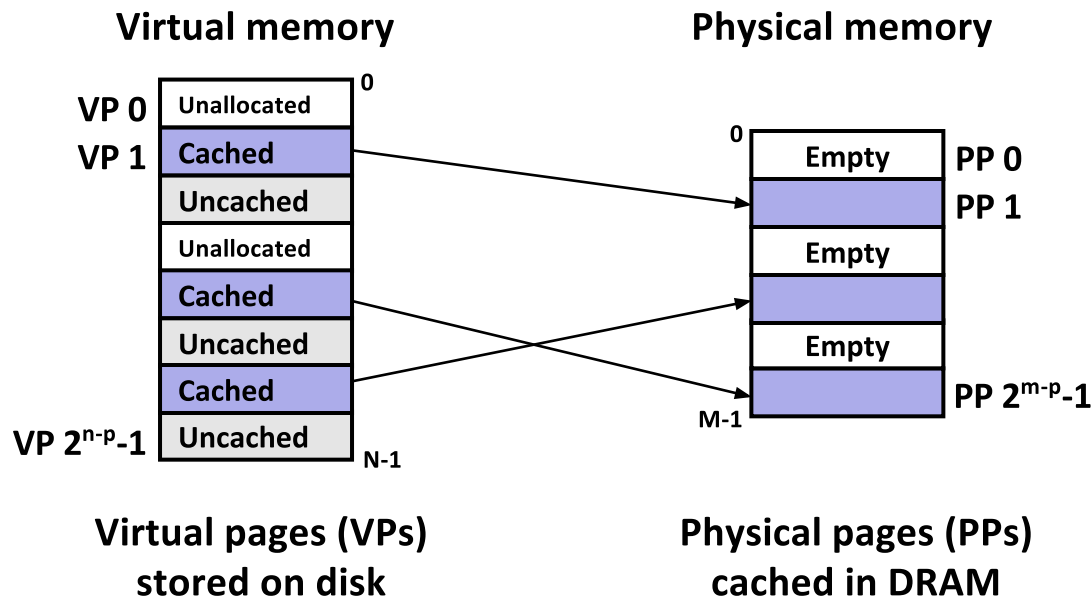 Virtual memory
Physical memory
0
VP 0
Unallocated
VP 1
Cached
Uncached
Unallocated
Cached
Uncached
Cached
VP 2^n-p-1
Uncached
N-1
0
Empty
PP 0
PP 1
Empty
Empty
PP 2^m-p-1
M-1
Virtual pages (VPs)
stored on disk
Physical pages (PPs)
cached in DRAM